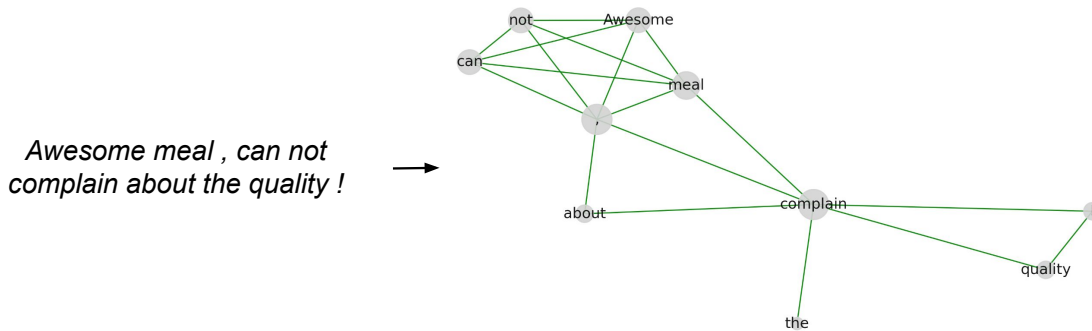 Awesome meal , can not
complain about the quality !
not
Awesome
can
meal
,
about
complain
quality
the